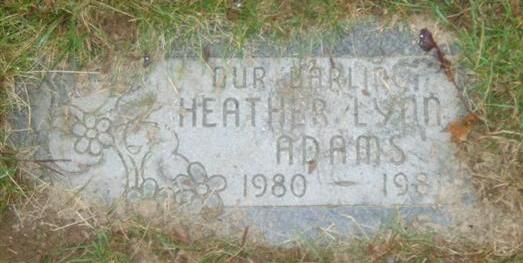 OUR DARLING
HEATHER LYNN
ADAMS
1980 — 198